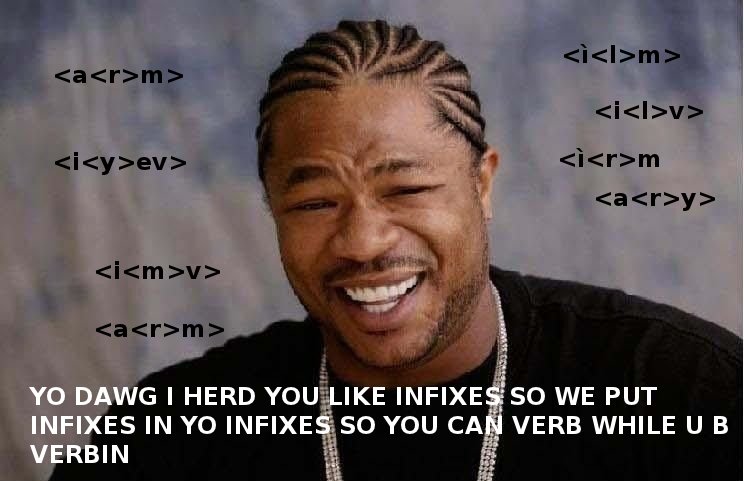 <a<r>m>
<ì<l>m>
<i<l>v>
<i<y>ev>
<ì<r>m
<a<r>y>
<i<m>v>
<a<r>m>
YO DAWG I HERD YOU LIKE INFIXES SO WE PUT
INFIXES IN YO INFIXES SO YOU CAN VERB WHILE U B
VERBIN